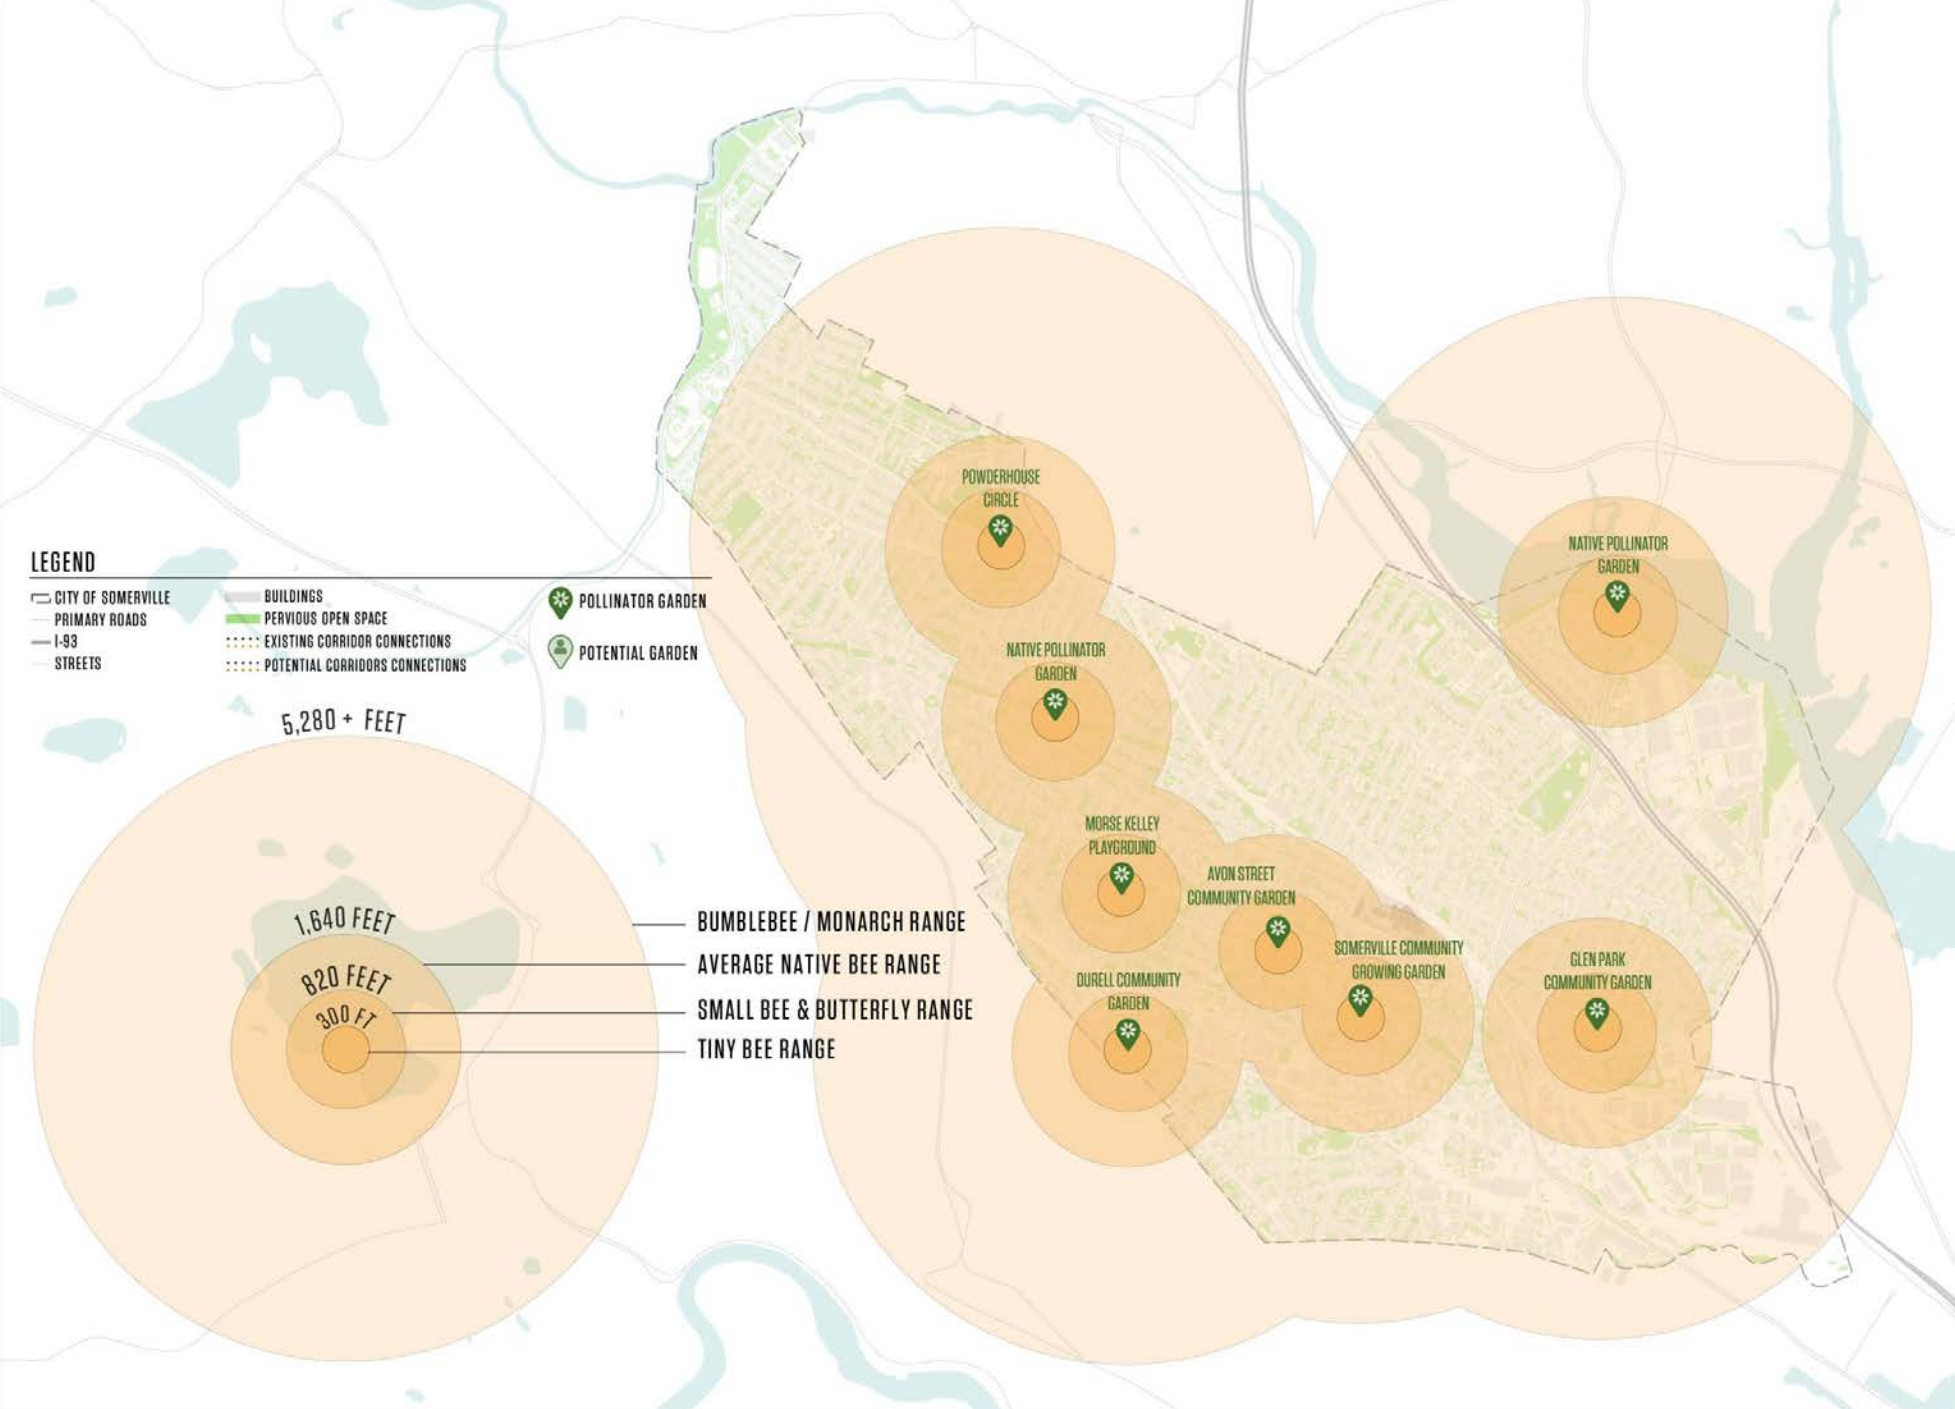 POWDERHOUSE
CIRCLE
NATIVE POLLINATOR
GARDEN
NATIVE POLLINATOR
GARDEN
MORSE KELLEY
PLAYGROUND
AVON STREET
COMMUNITY GARDEN
SOMERVILLE COMMUNITY
GROWING GARDEN
GLEN PARK
COMMUNITY GARDEN
DURELL COMMUNITY
GARDEN
LEGEND
CITY OF SOMERVILLE
PRIMARY ROADS
I-93
STREETS
BUILDINGS
PERVIOUS OPEN SPACE
EXISTING CORRIDOR CONNECTIONS
POTENTIAL CORRIDORS CONNECTIONS
POLLINATOR GARDEN
POTENTIAL GARDEN
5,280 + FEET
1,640 FEET
820 FEET
300 FT
BUMBLEBEE / MONARCH RANGE
AVERAGE NATIVE BEE RANGE
SMALL BEE & BUTTERFLY RANGE
TINY BEE RANGE